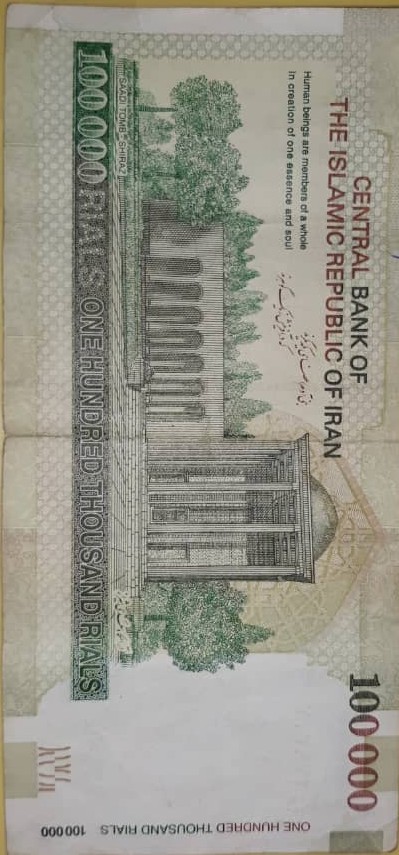 CENTRAL BANK OF
THE ISLAMIC REPUBLIC OF IRAN
100 000
Human beings are members of a whole
In creation of one essence and soul
بنی آدم اعضای یکدیگرند
که در آفرینش ز یک گوهرند
ONE HUNDRED THOUSAND RIALS 100 000
SAADI TOMB - SHIRAZ
آرامگاه سعدی شیراز
100 000 RIALS ONE HUNDRED THOUSAND RIALS